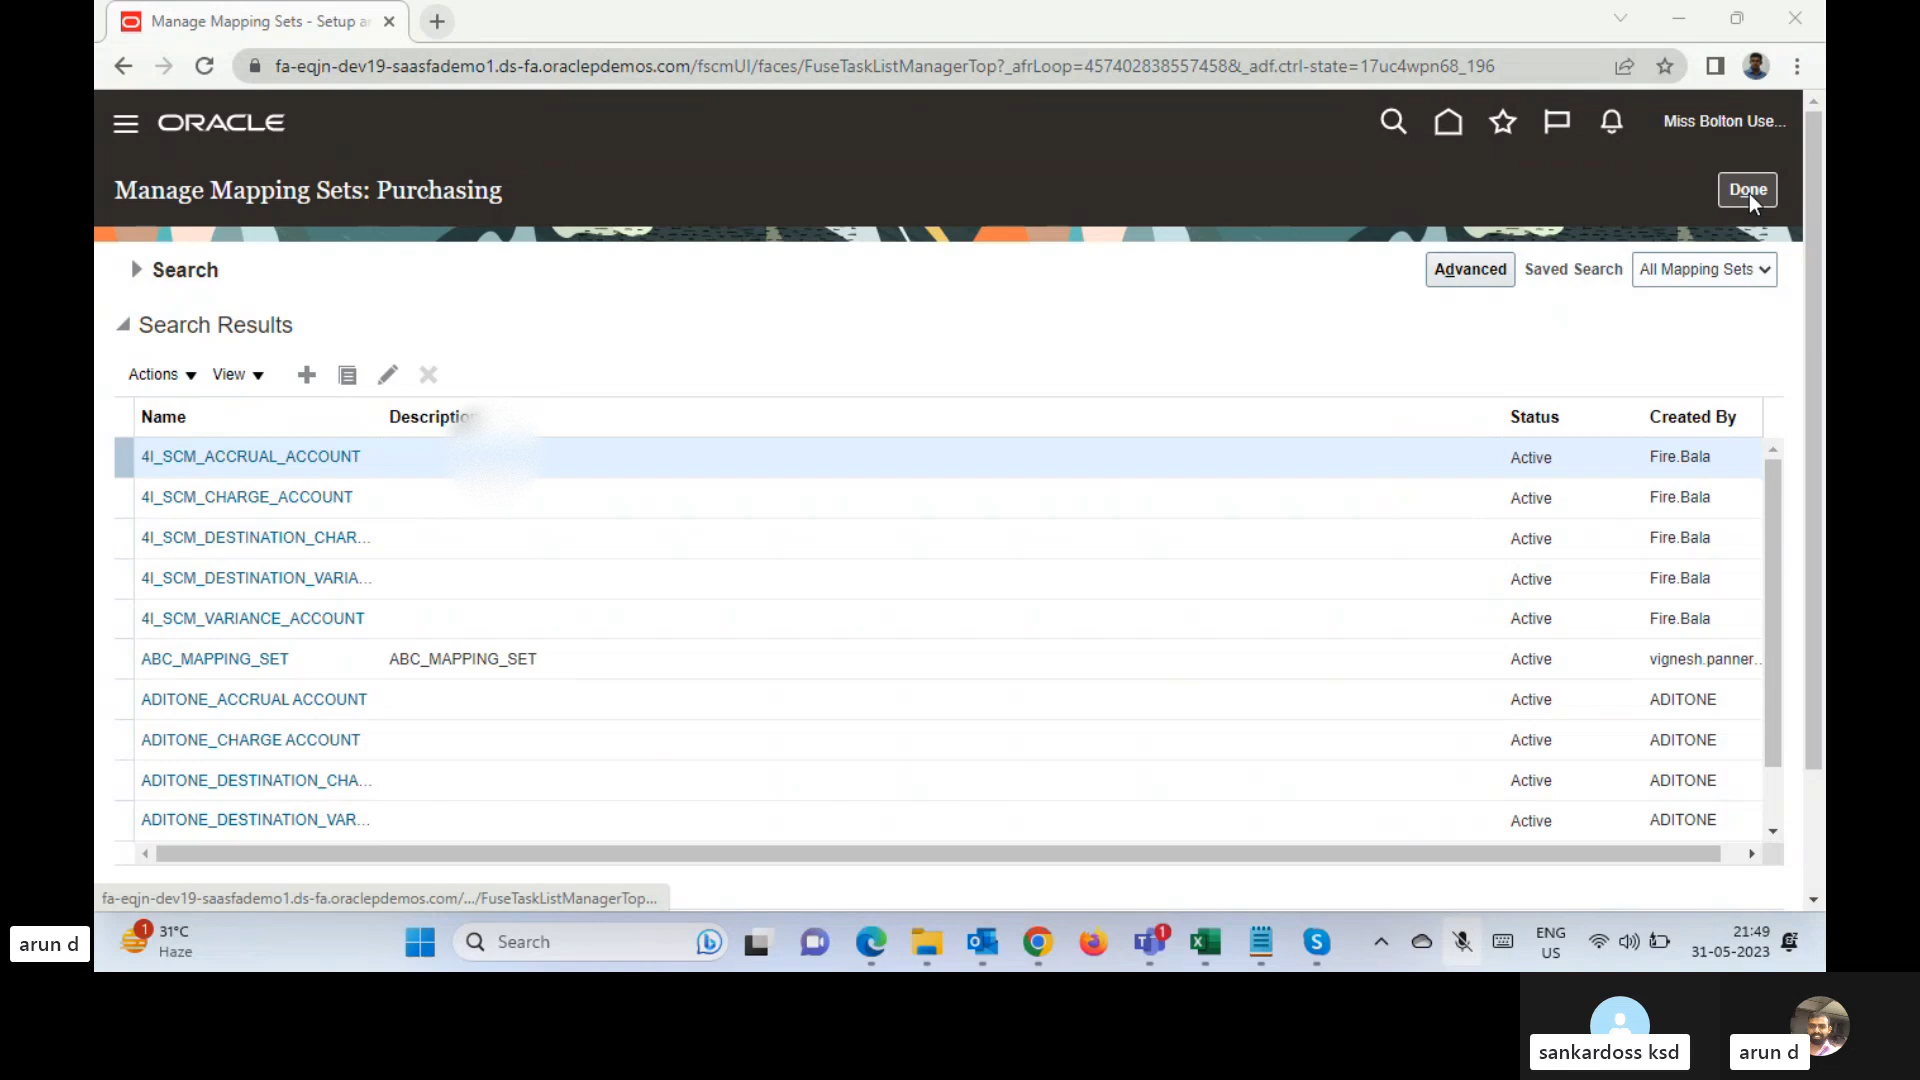 Manage Mapping Sets - Setup a
fa-eqjn-dev19-saasfademo1.ds-fa.oraclepdemos.com/fscmUI/faces/FuseTaskListManagerTop?_afrLoop=4574028385574588&_adf.ctrl-state=17uc4wpn68_196
ORACLE
Miss Bolton Use...
Manage Mapping Sets: Purchasing
Done
Search
Advanced Saved Search All Mapping Sets
Search Results
Actions View
Name Description Status Created By
4I_SCM_ACCRUAL_ACCOUNT Active Fire.Bala
4I_SCM_CHARGE_ACCOUNT Active Fire.Bala
4I_SCM_DESTINATION_CHAR... Active Fire.Bala
4I_SCM_DESTINATION_VARIA... Active Fire.Bala
4I_SCM_VARIANCE_ACCOUNT Active Fire.Bala
ABC_MAPPING_SET ABC_MAPPING_SET Active vignesh.panner...
ADITONE_ACCRUAL ACCOUNT Active ADITONE
ADITONE_CHARGE ACCOUNT Active ADITONE
ADITONE_DESTINATION_CHA... Active ADITONE
ADITONE_DESTINATION_VAR... Active ADITONE
fa-eqjn-dev19-saasfademo1.ds-fa.oraclepdemos.com/.../FuseTaskListManagerTop...
arun d
1
31°C
Haze
Search
1
ENG
US
21:49
31-05-2023
sankardoss ksd
arun d